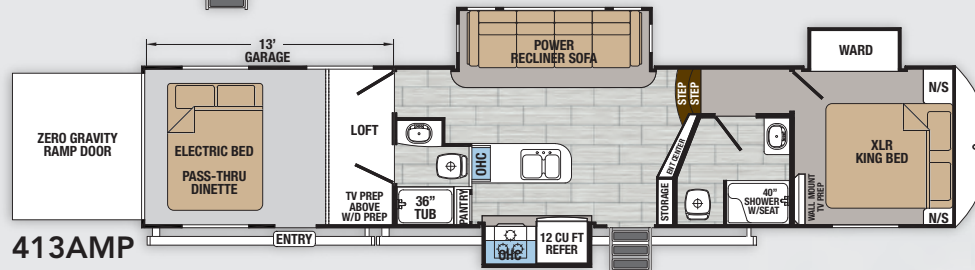 13'
GARAGE
ZERO GRAVITY
RAMP DOOR
ELECTRIC BED
PASS-THRU
DINETTE
LOFT
TV PREP
ABOVE
W/D PREP
36"
TUB
PANTRY
OHC
POWER
RECLINER SOFA
OHC
12 CU FT
REFER
STEP
STEP
ENT CENTER
STORAGE
40"
SHOWER
W/SEAT
WARD
N/S
XLR
KING BED
WALL MOUNT
TV PREP
N/S
ENTRY
413AMP